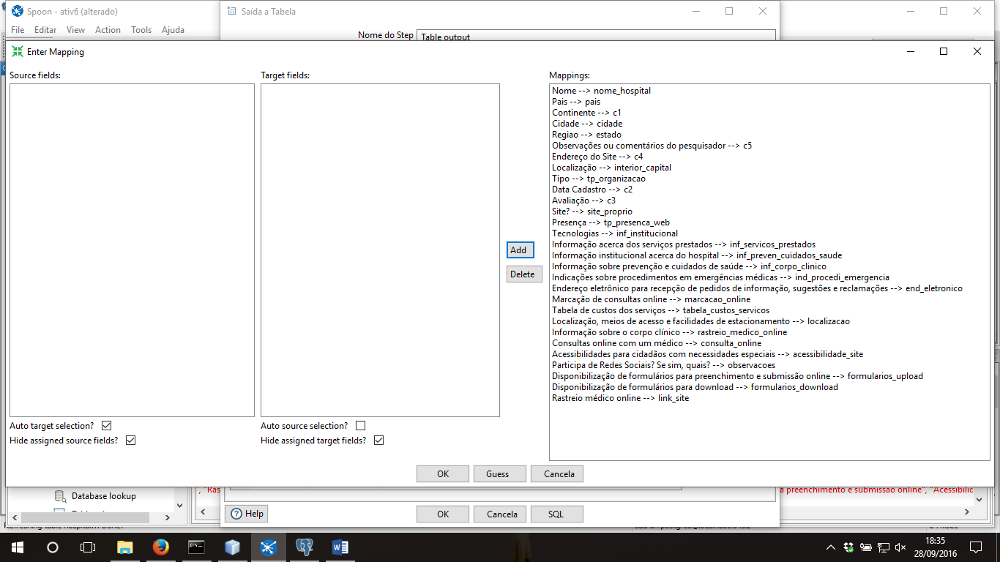 Spoon - ativ6 (alterado)
Saída a Tabela
File Editar View Action Tools Ajuda
Nome do Step Table output
Enter Mapping
Source fields:
Target fields:
Mappings:
Nome --> nome_hospital
Pais --> pais
Continente --> c1
Cidade --> cidade
Regiao --> estado
Observações ou comentários do pesquisador --> c5
Endereço do Site --> c4
Localização --> interior_capital
Tipo --> tp_organizacao
Data Cadastro --> c2
Avaliação --> c3
Site? --> site_proprio
Presença --> tp_presenca_web
Tecnologias --> inf_institucional
Informação acerca dos serviços prestados --> inf_servicos_prestados
Informação institucional acerca do hospital --> inf_preven_cuidados_saude
Informação sobre prevenção e cuidados de saúde --> inf_corpo_clinico
Indicações sobre procedimentos em emergências médicas --> ind_procedi_emergencia
Endereço eletrônico para recepção de pedidos de informação, sugestões e reclamações --> end_eletronico
Marcação de consultas online --> marcacao_online
Tabela de custos dos serviços --> tabela_custos_servicos
Localização, meios de acesso e facilidades de estacionamento --> localizacao
Informação sobre o corpo clínico --> rastreio_medico_online
Consultas online com um médico --> consulta_online
Acessibilidades para cidadãos com necessidades especiais --> acessibilidade_site
Participa de Redes Sociais? Se sim, quais? --> observacoes
Disponibilização de formulários para preenchimento e submissão online --> formularios_upload
Disponibilização de formulários para download --> formularios_download
Rastreio médico online --> link_site
Add
Delete
Auto target selection?
Auto source selection?
Hide assigned source fields?
Hide assigned target fields?
OK
Guess
Cancela
Database lookup
", "Ras
a preenchimento e submissão online", "Acessibilic
Help
OK
Cancela
SQL
18:35
28/09/2016